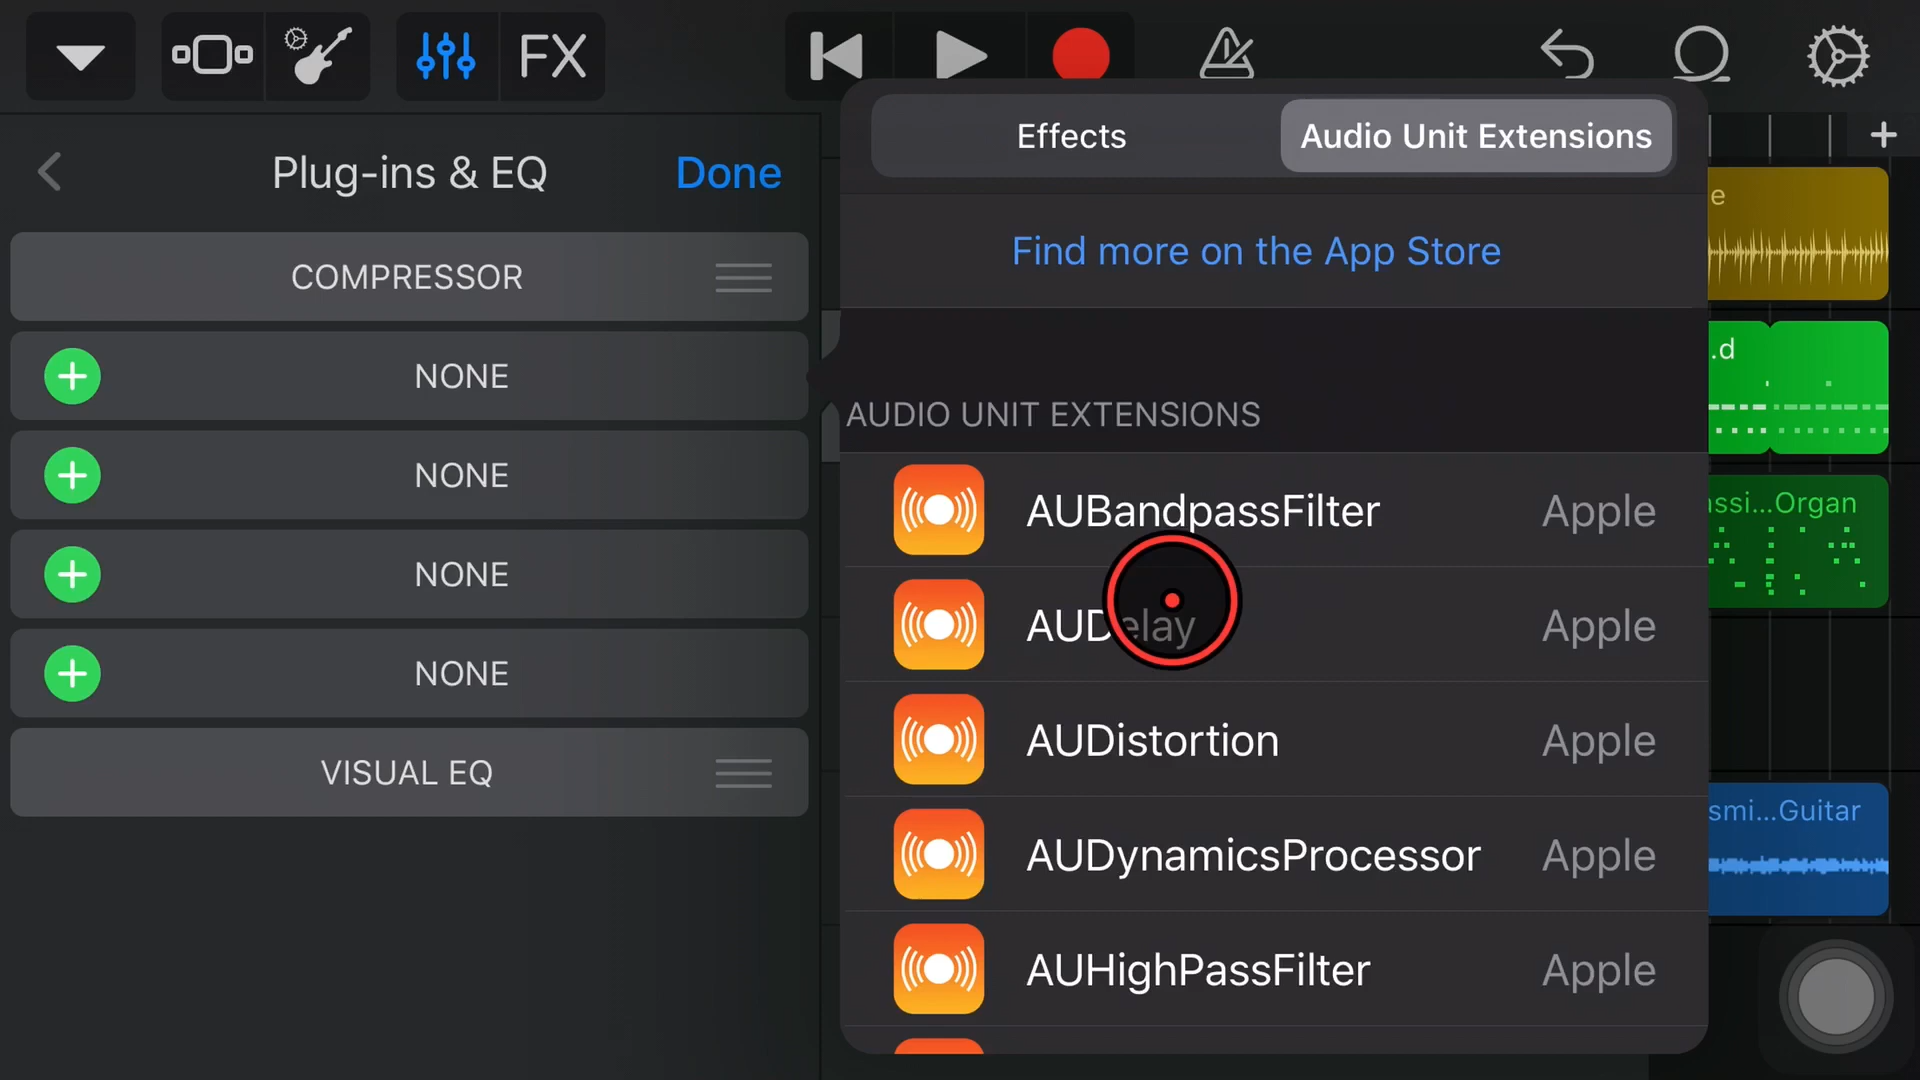 FX
Plug-ins & EQ
Done
COMPRESSOR
NONE
NONE
NONE
NONE
VISUAL EQ
Effects
Audio Unit Extensions
Find more on the App Store
AUDIO UNIT EXTENSIONS
AUBandpassFilter Apple
AUDelay Apple
AUDistortion Apple
AUDynamicsProcessor Apple
AUHighPassFilter Apple
e
.d
ssi...Organ
smi...Guitar